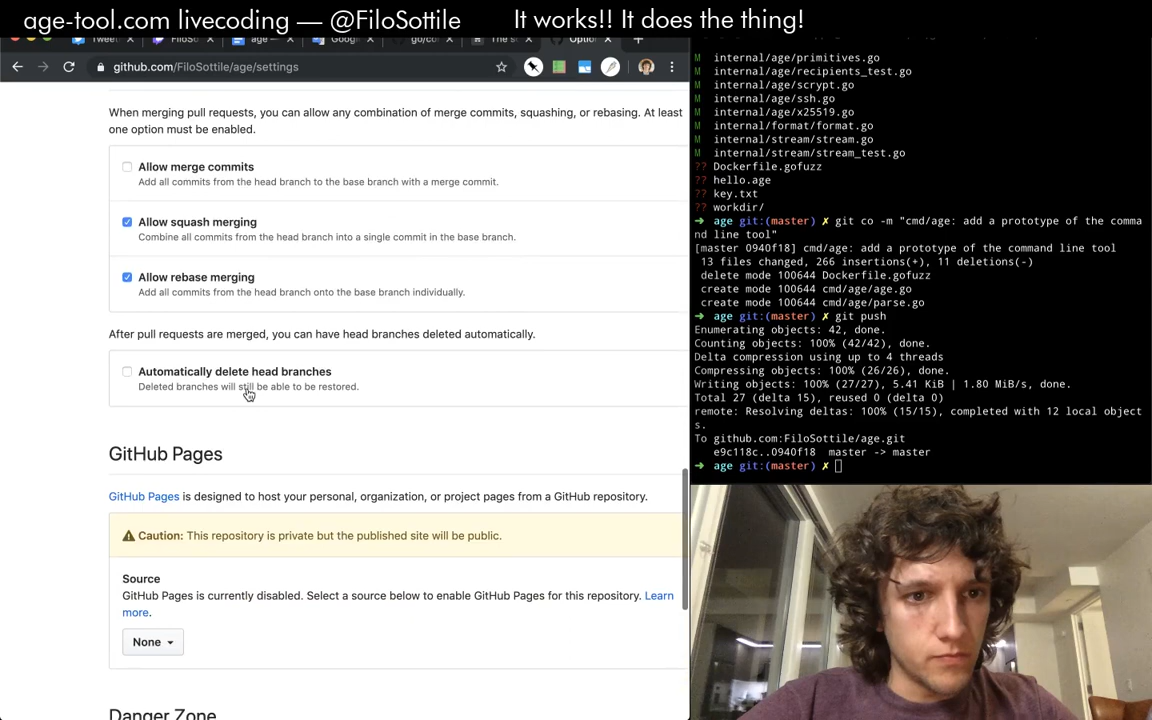 age-tool.com livecoding — @FiloSottile
It works!! It does the thing!
Tweet
FiloS
age —
Googl
go/co
The s
Optio
github.com/FiloSottile/age/settings
When merging pull requests, you can allow any combination of merge commits, squashing, or rebasing. At least
one option must be enabled.
Allow merge commits
Add all commits from the head branch to the base branch with a merge commit.
Allow squash merging
Combine all commits from the head branch into a single commit in the base branch.
Allow rebase merging
Add all commits from the head branch onto the base branch individually.
After pull requests are merged, you can have head branches deleted automatically.
Automatically delete head branches
Deleted branches will still be able to be restored.
GitHub Pages
GitHub Pages is designed to host your personal, organization, or project pages from a GitHub repository.
Caution: This repository is private but the published site will be public.
Source
GitHub Pages is currently disabled. Select a source below to enable GitHub Pages for this repository. Learn
more.
None
Danger Zone
M internal/age/primitives.go
M internal/age/recipients_test.go
M internal/age/scrypt.go
M internal/age/ssh.go
M internal/age/x25519.go
M internal/format/format.go
M internal/stream/stream.go
M internal/stream/stream_test.go
?? Dockerfile.gofuzz
?? hello.age
?? key.txt
?? workdir/
➜ age git:(master) ✗ git co -m "cmd/age: add a prototype of the comma
nd line tool"
[master 0940f18] cmd/age: add a prototype of the command line tool
13 files changed, 266 insertions(+), 11 deletions(-)
delete mode 100644 Dockerfile.gofuzz
create mode 100644 cmd/age/age.go
create mode 100644 cmd/age/parse.go
➜ age git:(master) ✗ git push
Enumerating objects: 42, done.
Counting objects: 100% (42/42), done.
Delta compression using up to 4 threads
Compressing objects: 100% (26/26), done.
Writing objects: 100% (27/27), 5.41 KiB | 1.80 MiB/s, done.
Total 27 (delta 15), reused 0 (delta 0)
remote: Resolving deltas: 100% (15/15), completed with 12 local object
s.
To github.com:FiloSottile/age.git
e9c118c..0940f18 master -> master
➜ age git:(master) ✗